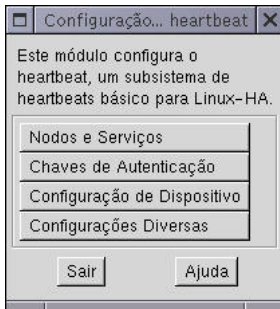 Configuração... heartbeat
Este módulo configura o
heartbeat, um subsistema de
heartbeats básico para Linux-HA.
Nodos e Serviços
Chaves de Autenticação
Configuração de Dispositivo
Configurações Diversas
Sair
Ajuda